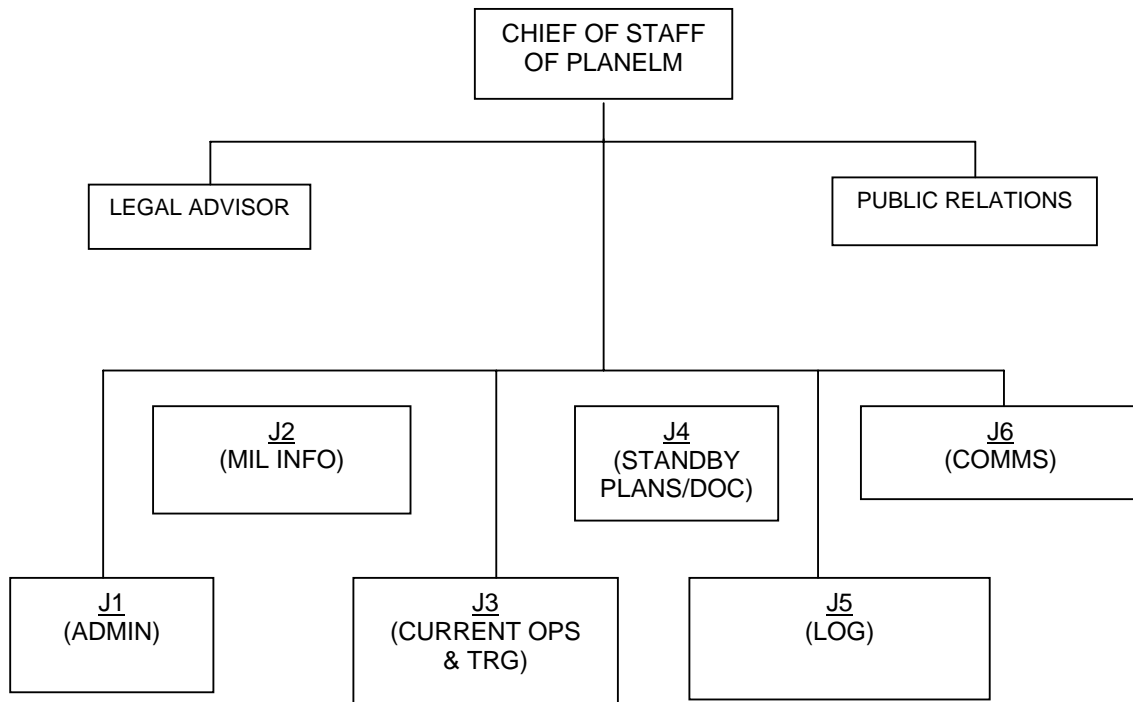 CHIEF OF STAFF
OF PLANELM
LEGAL ADVISOR
PUBLIC RELATIONS
J2
(MIL INFO)
J4
(STANDBY
PLANS/DOC)
J6
(COMMS)
J1
(ADMIN)
J3
(CURRENT OPS
& TRG)
J5
(LOG)